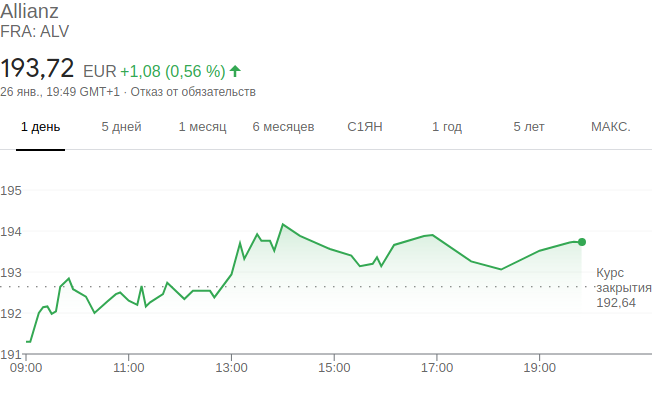 Allianz
FRA: ALV
193,72 EUR +1,08 (0,56 %)
26 янв., 19:49 GMT+1 · Отказ от обязательств
1 день 5 дней 1 месяц 6 месяцев С1ЯН 1 год 5 лет МАКС.
195
194
193
Курс
закрытия
192,64
192
191
09:00 11:00 13:00 15:00 17:00 19:00